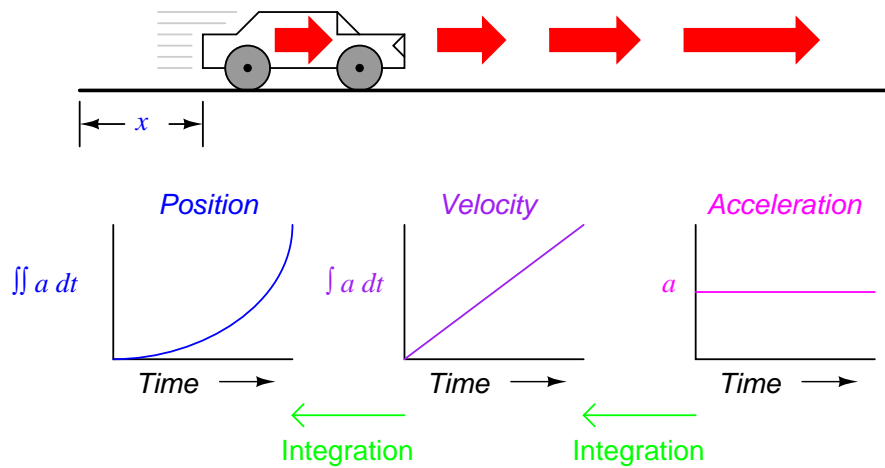 x
Position Velocity Acceleration
∬ a dt ∫ a dt a
Time Time Time
Integration Integration